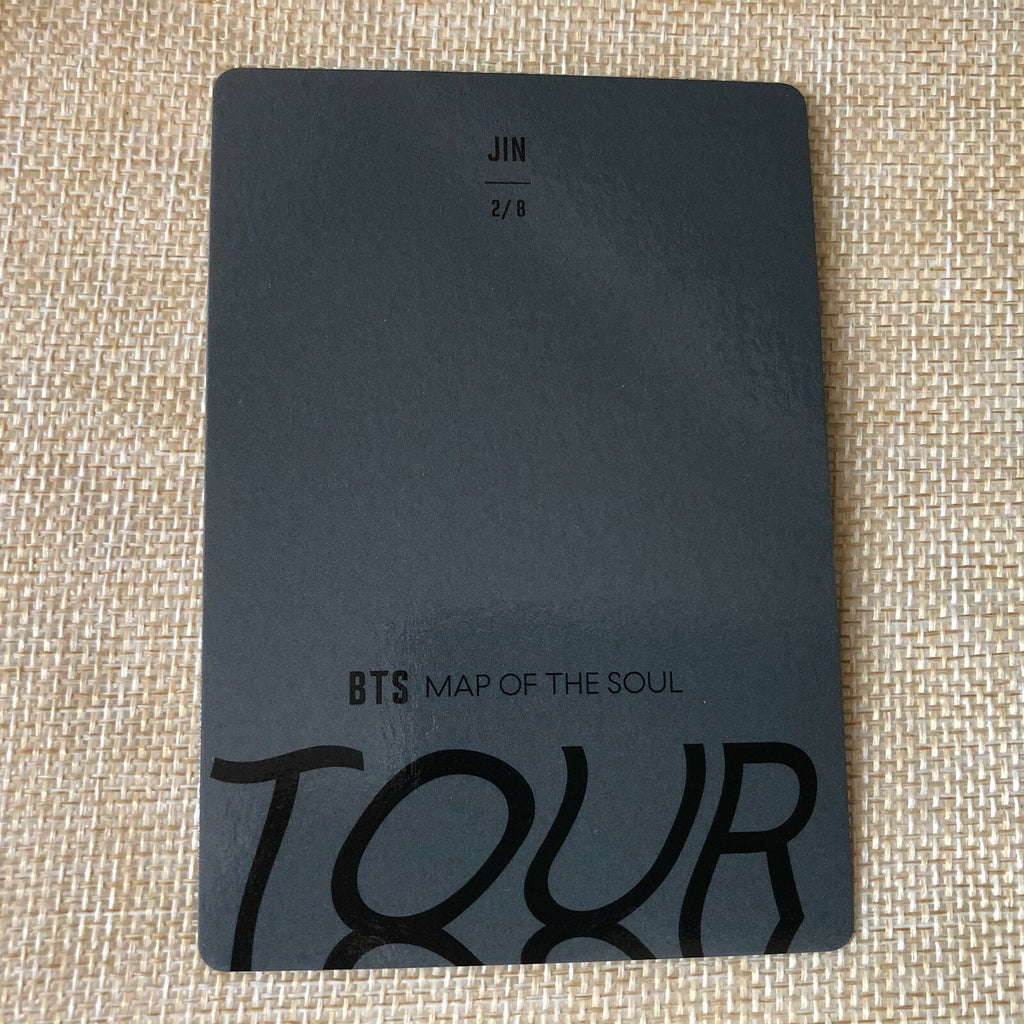 JIN
2/8
BTS MAP OF THE SOUL
TOUR